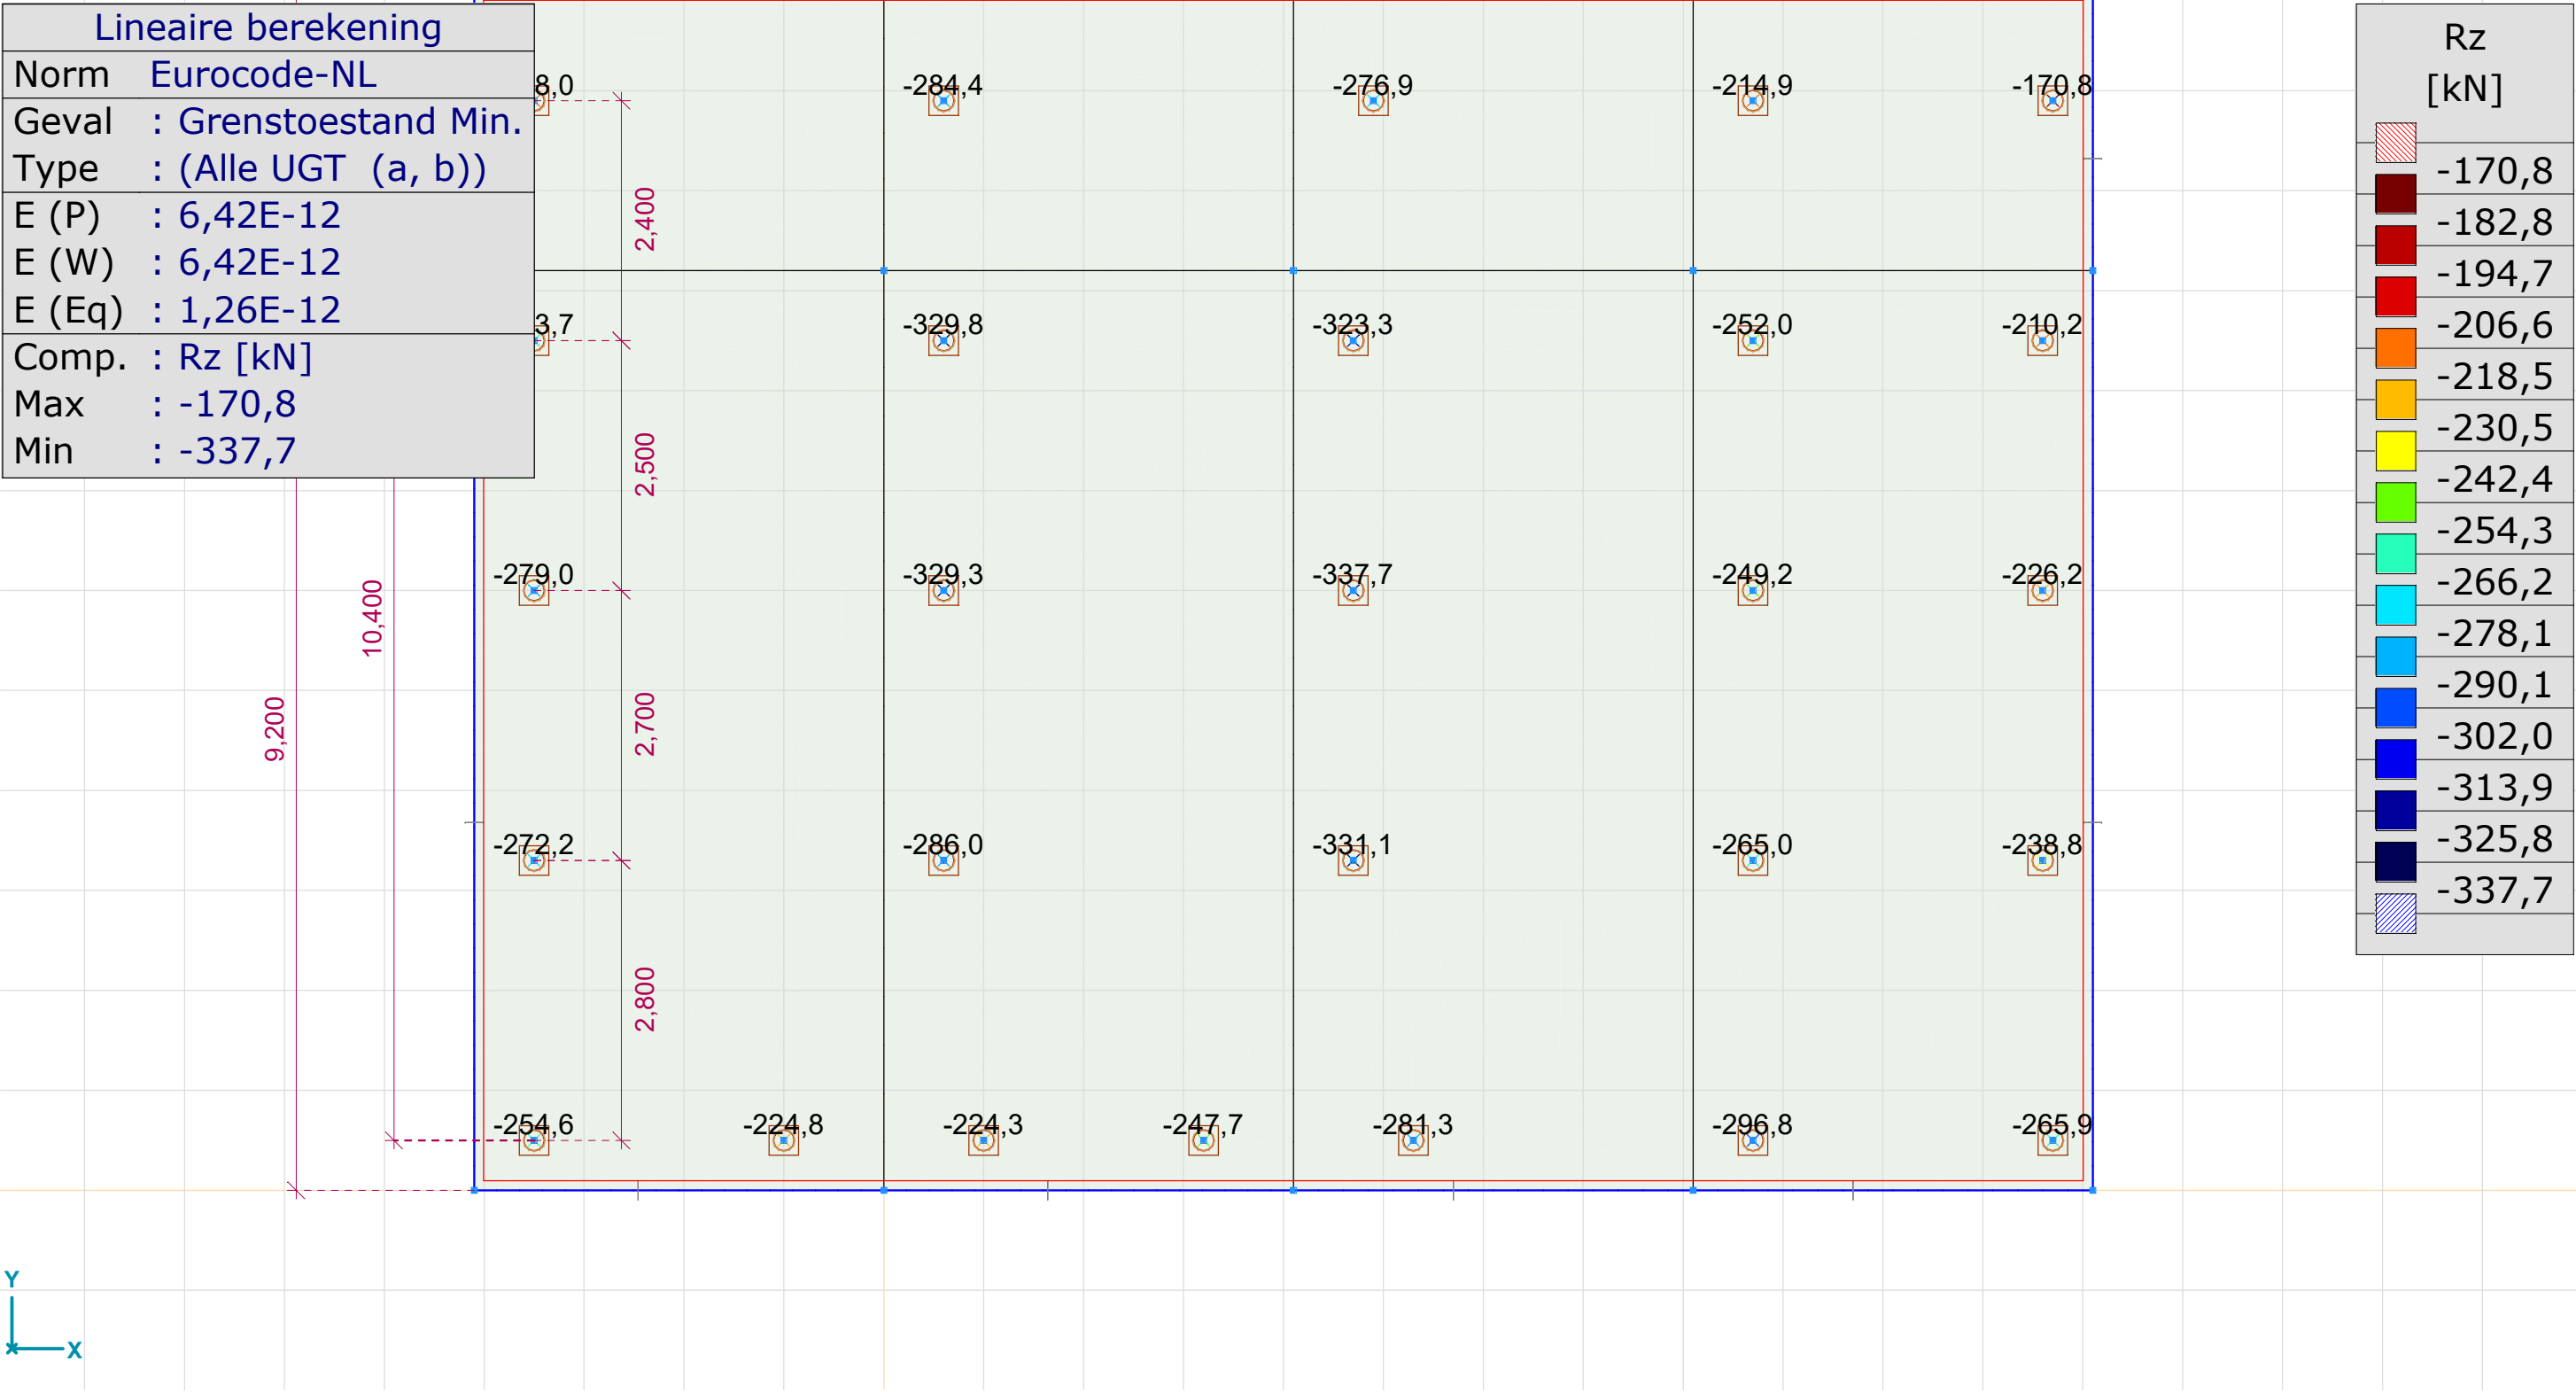 Lineaire berekening
Norm Eurocode-NL
Geval : Grenstoestand Min.
Type : (Alle UGT (a, b))
E (P) : 6,42E-12
E (W) : 6,42E-12
E (Eq) : 1,26E-12
Comp. : Rz [kN]
Max : -170,8
Min : -337,7
8,0 -284,4 -276,9 -214,9 -170,8
2,400
3,7 -329,8 -323,3 -252,0 -210,2
2,500
-279,0 -329,3 -337,7 -249,2 -226,2
10,400
9,200
2,700
-272,2 -286,0 -331,1 -265,0 -238,8
2,800
-254,6 -224,8 -224,3 -247,7 -281,3 -296,8 -265,9
Y
X
Rz
[kN]
-170,8
-182,8
-194,7
-206,6
-218,5
-230,5
-242,4
-254,3
-266,2
-278,1
-290,1
-302,0
-313,9
-325,8
-337,7